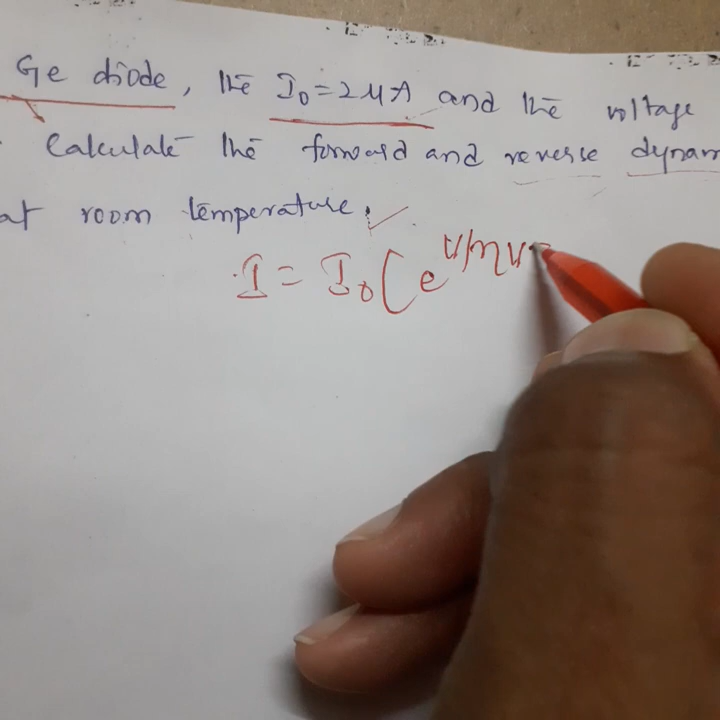 Ge diode, the I₀ = 2μA and the voltage
Calculate the forward and reverse dynam
at room temperature.
I = I₀(e^V/ηV